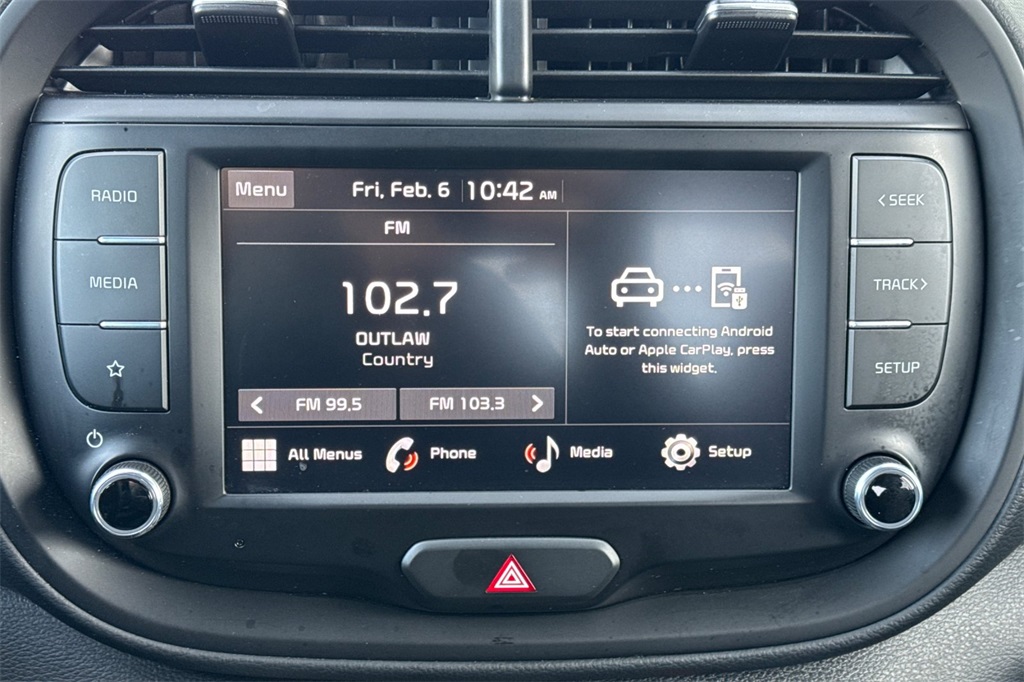 RADIO
MEDIA
Menu
Fri, Feb. 6 10:42 AM
FM
102.7
OUTLAW
Country
< FM 99.5
FM 103.3 >
To start connecting Android
Auto or Apple CarPlay, press
this widget.
All Menus
Phone
Media
Setup
< SEEK
TRACK >
SETUP